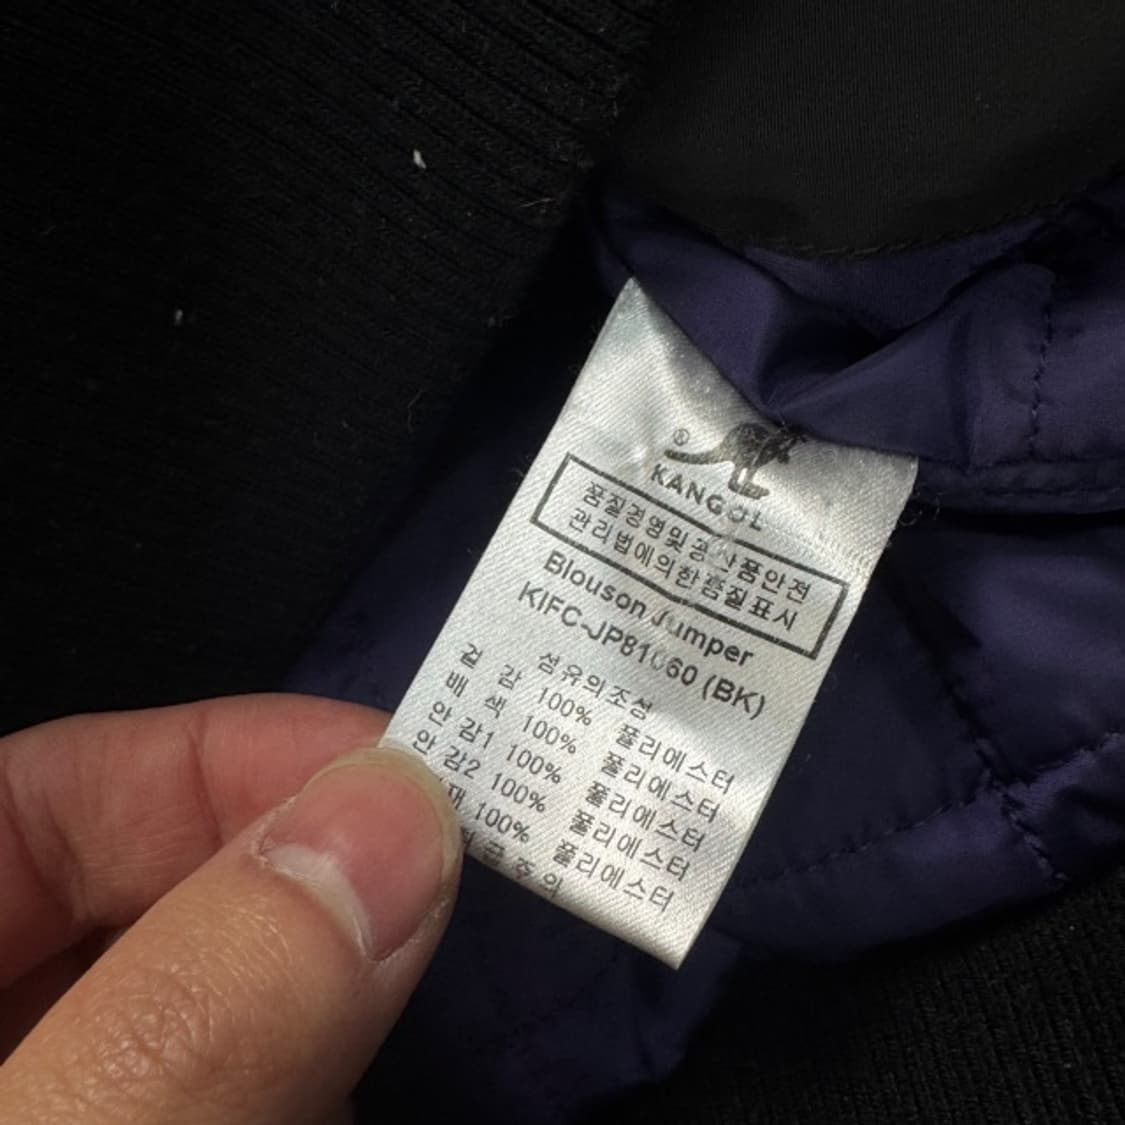 KANGOL
품질경영및공산품안전
관리법에의한품질표시
Blouson Jumper
KIFC-JP81060 (BK)
섬유의조성
겉 감 100% 폴리에스터
배 색 100% 폴리에스터
안 감1 100% 폴리에스터
안 감2 100% 폴리에스터
100% 폴리에스터